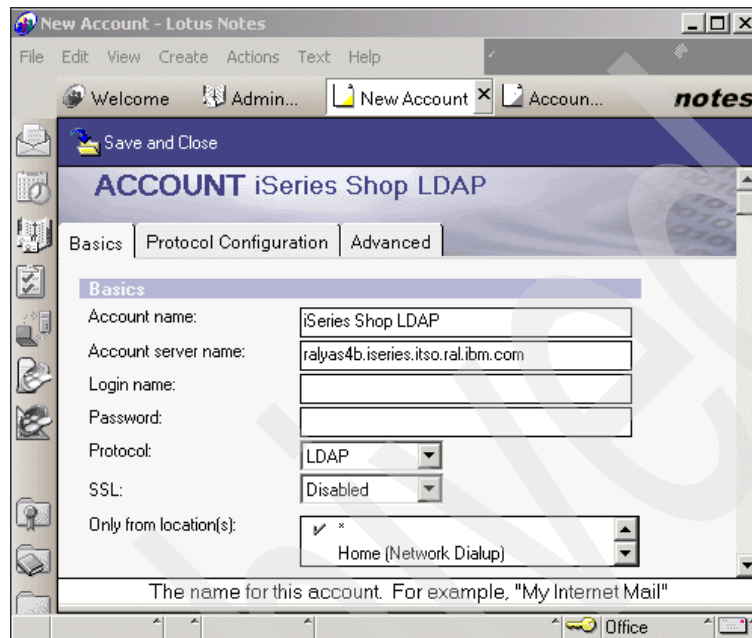 New Account - Lotus Notes
File Edit View Create Actions Text Help
Welcome Admin... New Account Accoun... notes
Save and Close
ACCOUNT iSeries Shop LDAP
Basics Protocol Configuration Advanced
Basics
Account name: iSeries Shop LDAP
Account server name: ralyas4b.iseries.itso.ral.ibm.com
Login name:
Password:
Protocol: LDAP
SSL: Disabled
Only from location(s): *
Home (Network Dialup)
The name for this account. For example, "My Internet Mail"
Office